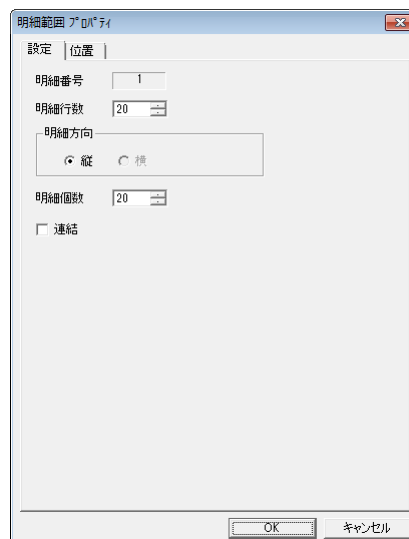 明細範囲 ﾌﾟﾛﾊﾟﾃｨ
設定 位置
明細番号 1
明細行数 20
明細方向
縦 横
明細個数 20
連結
OK キャンセル